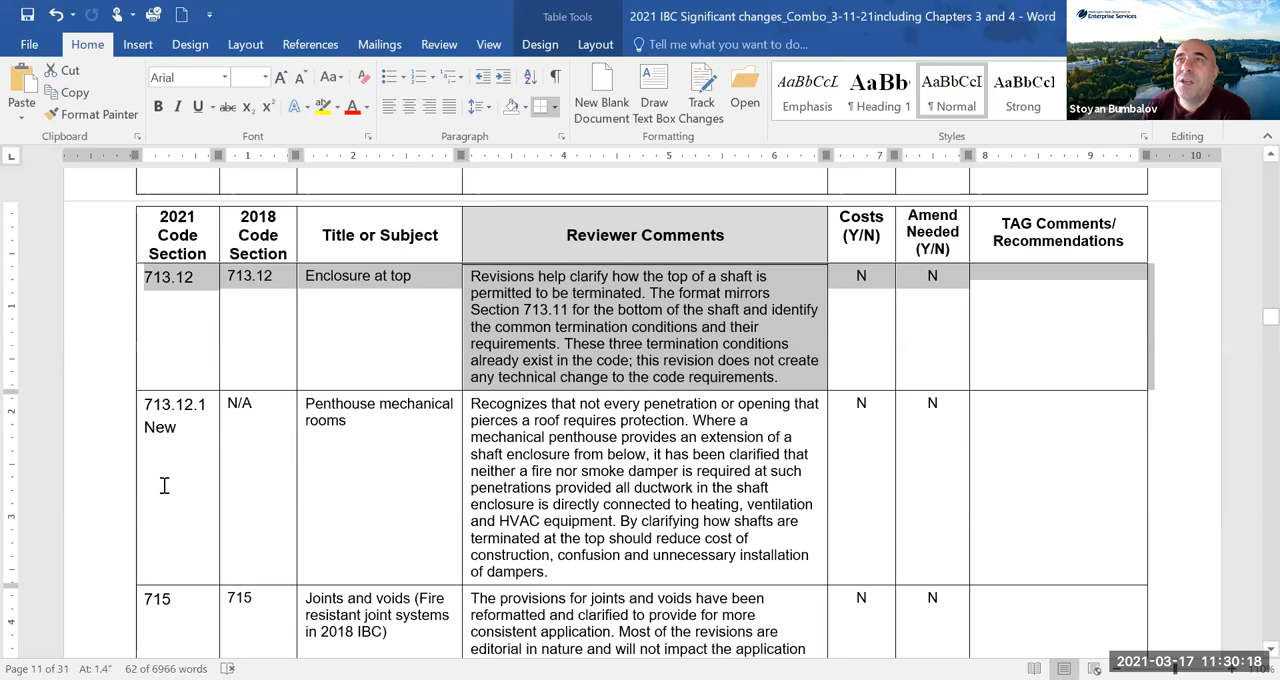 Table Tools
2021 IBC Significant changes_Combo_3-11-21including Chapters 3 and 4 - Word
Enterprise Services
Stoyan Bumbalov
File Home Insert Design Layout References Mailings Review View Design Layout Tell me what you want to do...
Paste
Cut
Copy
Format Painter
Arial
New Blank Document
Draw Text Box
Track Changes
Open
AaBbCcL AaBb( AaBbCcI AaBbCcl
Emphasis ¶ Heading 1 ¶ Normal Strong
Clipboard Font Paragraph Formatting Styles Editing
1 2 4 5 6 7 8 9 10
2021 Code Section
2018 Code Section
Title or Subject
Reviewer Comments
Costs (Y/N)
Amend Needed (Y/N)
TAG Comments/ Recommendations
713.12
713.12
Enclosure at top
Revisions help clarify how the top of a shaft is
permitted to be terminated. The format mirrors
Section 713.11 for the bottom of the shaft and identify
the common termination conditions and their
requirements. These three termination conditions
already exist in the code; this revision does not create
any technical change to the code requirements.
N
N
713.12.1
New
N/A
Penthouse mechanical
rooms
Recognizes that not every penetration or opening that
pierces a roof requires protection. Where a
mechanical penthouse provides an extension of a
shaft enclosure from below, it has been clarified that
neither a fire nor smoke damper is required at such
penetrations provided all ductwork in the shaft
enclosure is directly connected to heating, ventilation
and HVAC equipment. By clarifying how shafts are
terminated at the top should reduce cost of
construction, confusion and unnecessary installation
of dampers.
N
N
715
715
Joints and voids (Fire
resistant joint systems
in 2018 IBC)
The provisions for joints and voids have been
reformatted and clarified to provide for more
consistent application. Most of the revisions are
editorial in nature and will not impact the application
N
N
Page 11 of 31 At: 1.4" 62 of 6966 words
2021-03-17 11:30:18